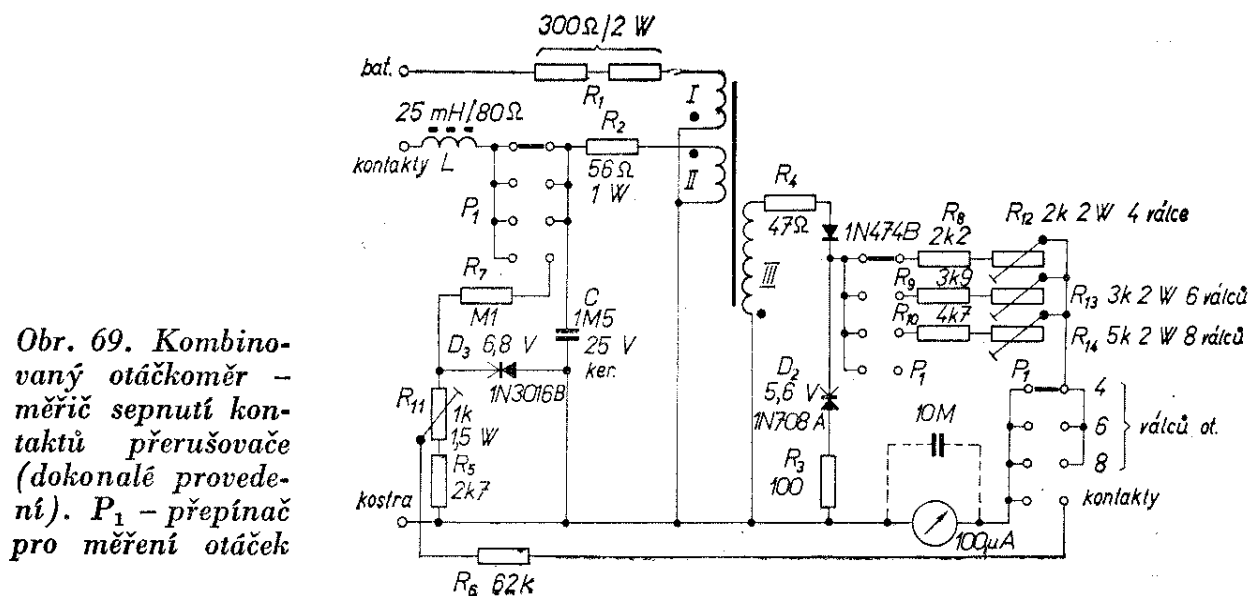 300Ω/2 W
bat.
R₁
I
25 mH/80Ω
R₂
kontakty L
56Ω
1 W
II
P₁
R₄
47Ω
1N474B
R₈
2k2
R₁₂ 2k 2W 4 válce
III
R₉
3k9
R₁₃ 3k 2W 6 válců
R₁₀
4k7
R₁₄ 5k 2W 8 válců
R₇
M1
C
1M5
25 V
ker.
D₃ 6,8 V
1N3016B
D₂
5,6 V
1N708A
P₁
P₁
4
6
8
válců ot.
kontakty
R₁₁
1k
1,5 W
10M
R₅
2k7
R₃
100
kostra
100μA
R₆ 62k
Obr. 69. Kombino-
vaný otáčkoměr –
měřič sepnutí kon-
taktů přerušovače
(dokonalé provede-
ní). P₁ – přepínač
pro měření otáček